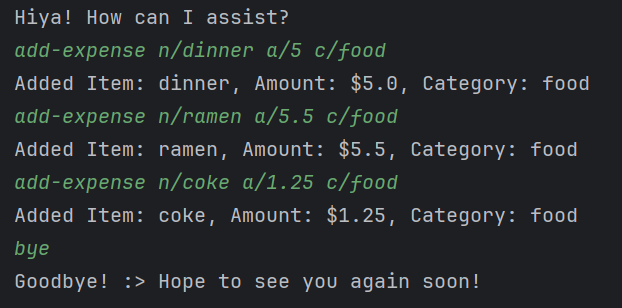 Hiya! How can I assist?
add-expense n/dinner a/5 c/food
Added Item: dinner, Amount: $5.0, Category: food
add-expense n/ramen a/5.5 c/food
Added Item: ramen, Amount: $5.5, Category: food
add-expense n/coke a/1.25 c/food
Added Item: coke, Amount: $1.25, Category: food
bye
Goodbye! :> Hope to see you again soon!